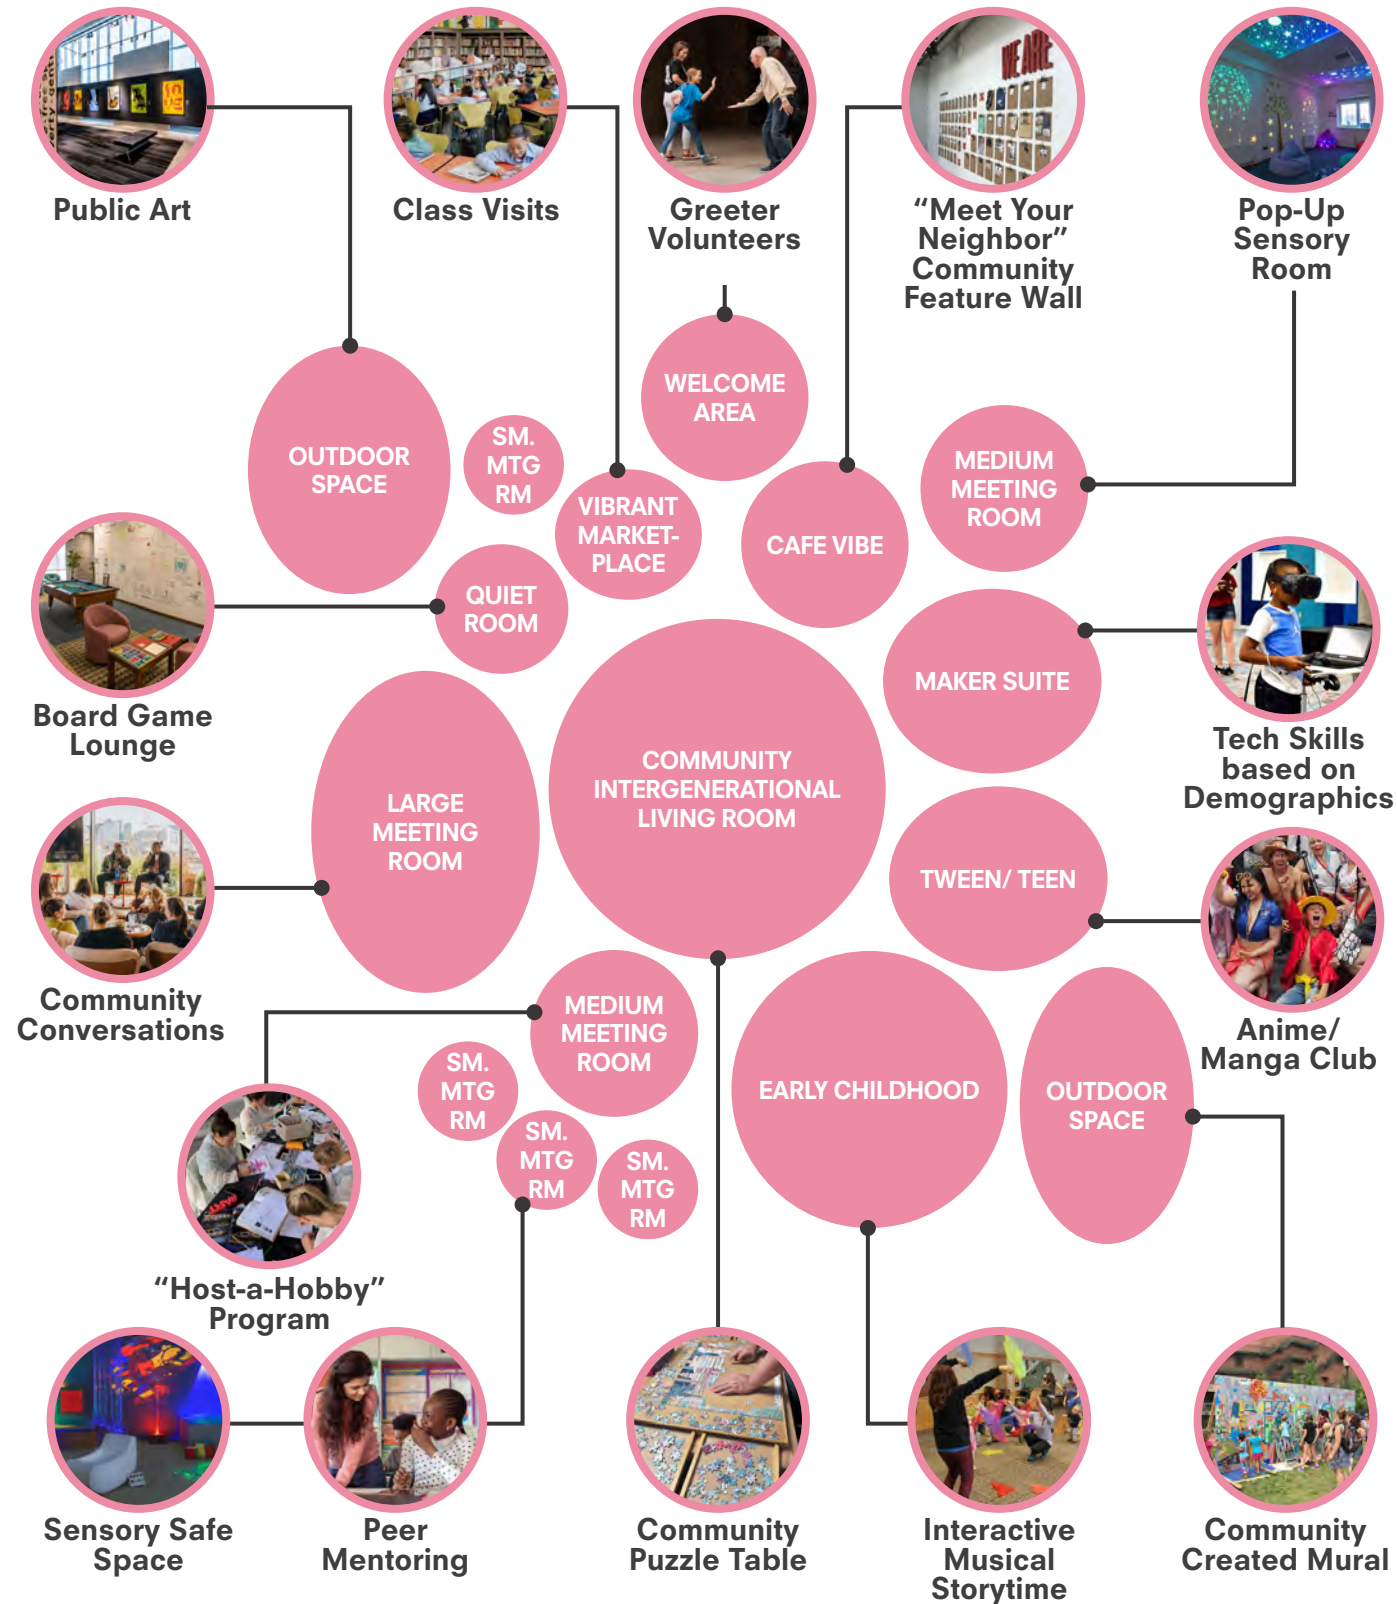 WE ARE
Public Art
Class Visits
Greeter
Volunteers
“Meet Your
Neighbor”
Community
Feature Wall
Pop-Up
Sensory
Room
WELCOME
AREA
OUTDOOR
SPACE
SM.
MTG
RM
VIBRANT
MARKET-
PLACE
CAFE VIBE
MEDIUM
MEETING
ROOM
QUIET
ROOM
Board Game
Lounge
MAKER SUITE
Tech Skills
based on
Demographics
COMMUNITY
INTERGENERATIONAL
LIVING ROOM
LARGE
MEETING
ROOM
TWEEN/ TEEN
Community
Conversations
Anime/
Manga Club
MEDIUM
MEETING
ROOM
SM.
MTG
RM
SM.
MTG
RM
SM.
MTG
RM
EARLY CHILDHOOD
OUTDOOR
SPACE
“Host-a-Hobby”
Program
Sensory Safe
Space
Peer
Mentoring
Community
Puzzle Table
Interactive
Musical
Storytime
Community
Created Mural